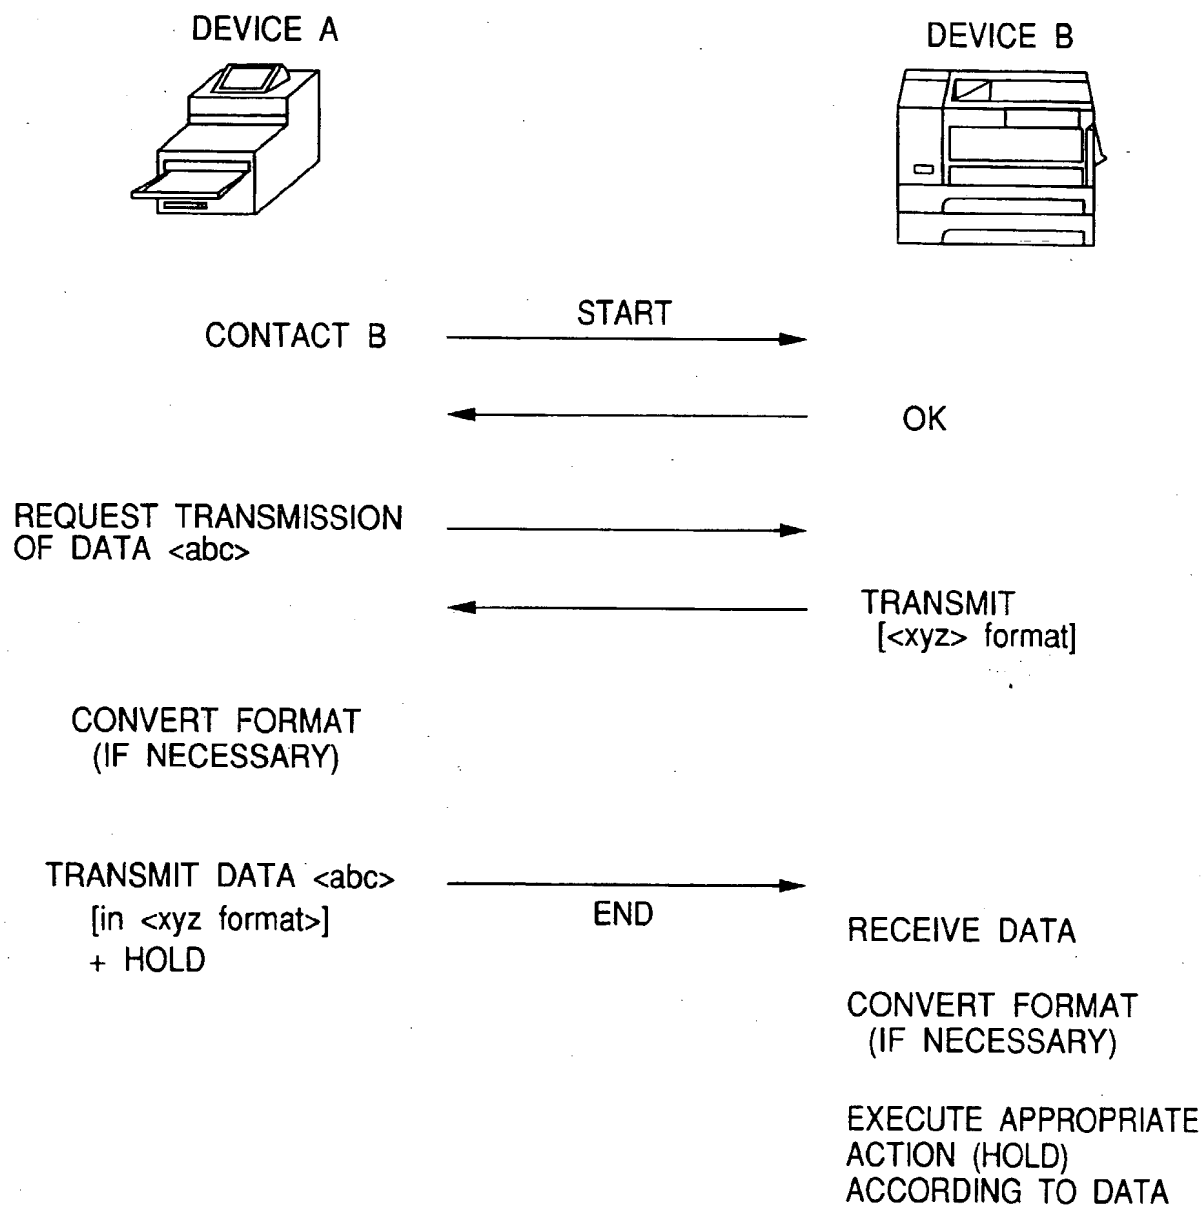 DEVICE A
DEVICE B
START
CONTACT B
OK
REQUEST TRANSMISSION
OF DATA <abc>
TRANSMIT
[<xyz> format]
CONVERT FORMAT
(IF NECESSARY)
TRANSMIT DATA <abc>
[in <xyz format>]
+ HOLD
END
RECEIVE DATA
CONVERT FORMAT
(IF NECESSARY)
EXECUTE APPROPRIATE
ACTION (HOLD)
ACCORDING TO DATA